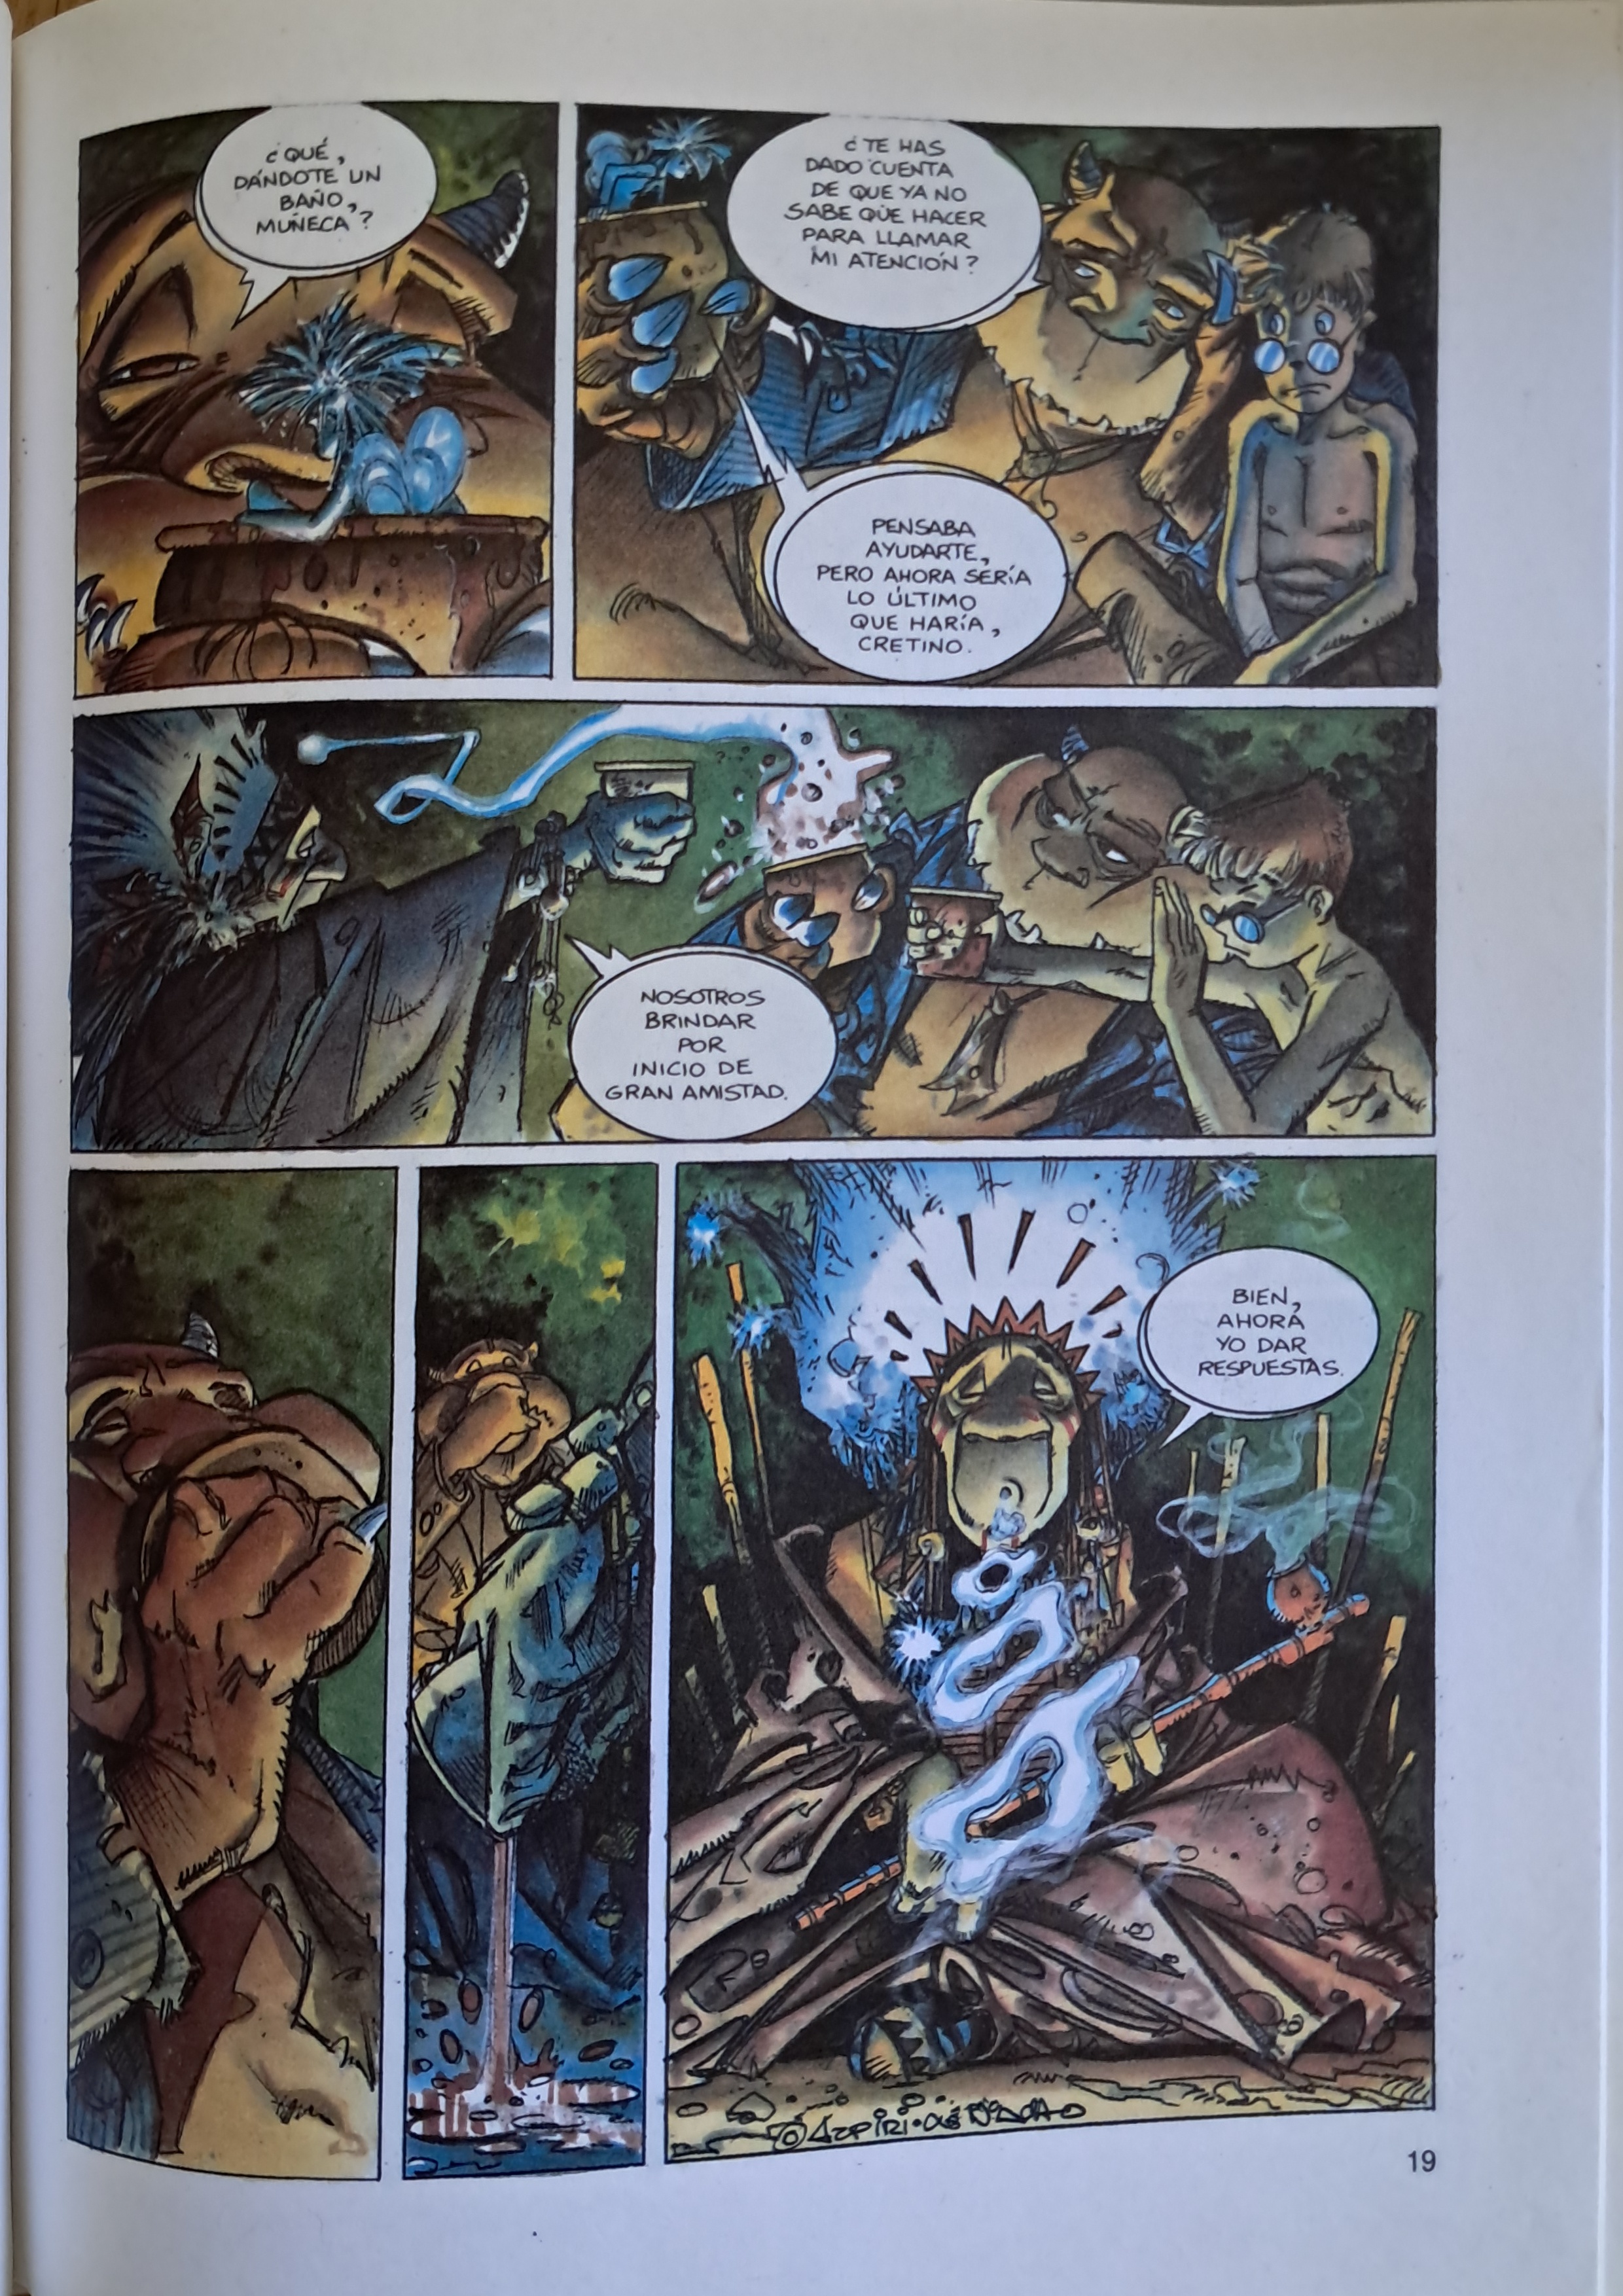 ¿QUÉ,
DÁNDOTE UN
BAÑO,
MUÑECA?
¿TE HAS
DADO CUENTA
DE QUE YA NO
SABE QUE HACER
PARA LLAMAR
MI ATENCIÓN?
PENSABA
AYUDARTE,
PERO AHORA SERÍA
LO ÚLTIMO
QUE HARÍA,
CRETINO.
NOSOTROS
BRINDAR
POR
INICIO DE
GRAN AMISTAD.
BIEN,
AHORA
YO DAR
RESPUESTAS.
© AZPIRI
19